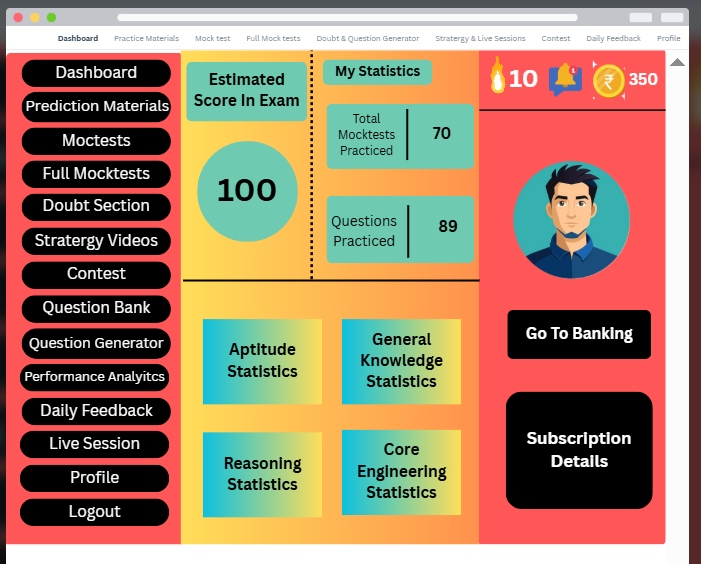 Dashboard Practice Materials Mock test Full Mock tests Doubt & Question Generator Stratergy & Live Sessions Contest Daily Feedback Profile
Dashboard
Prediction Materials
Moctests
Full Mocktests
Doubt Section
Stratergy Videos
Contest
Question Bank
Question Generator
Performance Analyitcs
Daily Feedback
Live Session
Profile
Logout
Estimated
Score In Exam
100
My Statistics
Total
Mocktests
Practiced
70
Questions
Practiced
89
Aptitude
Statistics
General
Knowledge
Statistics
Reasoning
Statistics
Core
Engineering
Statistics
10
1
₹
350
Go To Banking
Subscription
Details